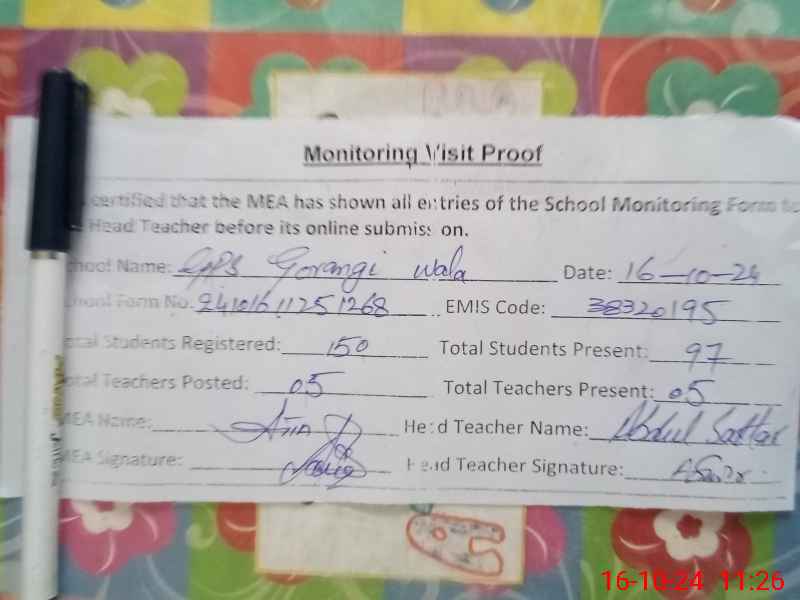 Monitoring Visit Proof
certified that the MEA has shown all entries of the School Monitoring Form to
Head Teacher before its online submission.
School Name: GPS Gorangi wala Date: 16-10-24
School Form No. 2410161125 1268 EMIS Code: 38320195
Total Students Registered: 150 Total Students Present: 97
Total Teachers Posted: 05 Total Teachers Present: 05
MEA Name: Head Teacher Name: Abdul Sattar
MEA Signature: Head Teacher Signature:
16-10-24 11:26